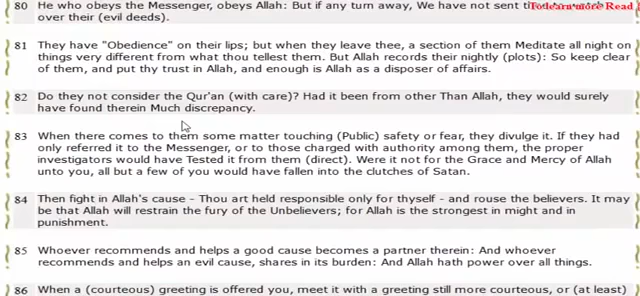 80 He who obeys the Messenger, obeys Allah: But if any turn away, We have not sent
To learn more Read
over their (evil deeds).
81 They have "Obedience" on their lips; but when they leave thee, a section of them Meditate all night on
things very different from what thou tellest them. But Allah records their nightly (plots): So keep clear
of them, and put thy trust in Allah, and enough is Allah as a disposer of affairs.
82 Do they not consider the Qur'an (with care)? Had it been from other Than Allah, they would surely
have found therein Much discrepancy.
83 When there comes to them some matter touching (Public) safety or fear, they divulge it. If they had
only referred it to the Messenger, or to those charged with authority among them, the proper
investigators would have Tested it from them (direct). Were it not for the Grace and Mercy of Allah
unto you, all but a few of you would have fallen into the clutches of Satan.
84 Then fight in Allah's cause - Thou art held responsible only for thyself - and rouse the believers. It may
be that Allah will restrain the fury of the Unbelievers; for Allah is the strongest in might and in
punishment.
85 Whoever recommends and helps a good cause becomes a partner therein: And whoever
recommends and helps an evil cause, shares in its burden: And Allah hath power over all things.
86 When a (courteous) greeting is offered you, meet it with a greeting still more courteous, or (at least)